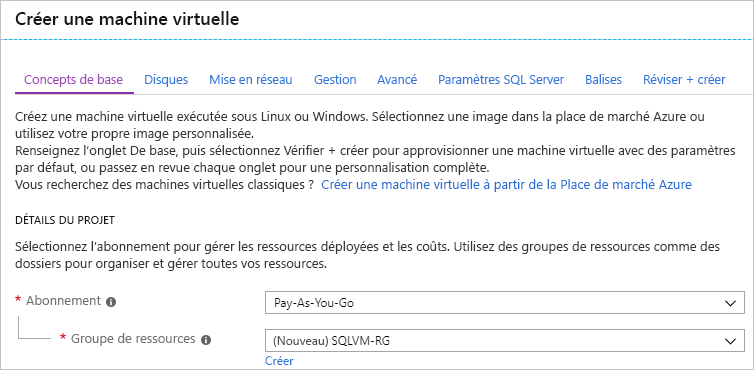 Créer une machine virtuelle
Concepts de base Disques Mise en réseau Gestion Avancé Paramètres SQL Server Balises Réviser + créer
Créez une machine virtuelle exécutée sous Linux ou Windows. Sélectionnez une image dans la place de marché Azure ou
utilisez votre propre image personnalisée.
Renseignez l'onglet De base, puis sélectionnez Vérifier + créer pour approvisionner une machine virtuelle avec des paramètres
par défaut, ou passez en revue chaque onglet pour une personnalisation complète.
Vous recherchez des machines virtuelles classiques ? Créer une machine virtuelle à partir de la Place de marché Azure
DÉTAILS DU PROJET
Sélectionnez l'abonnement pour gérer les ressources déployées et les coûts. Utilisez des groupes de ressources comme des
dossiers pour organiser et gérer toutes vos ressources.
* Abonnement Pay-As-You-Go
* Groupe de ressources (Nouveau) SQLVM-RG
Créer